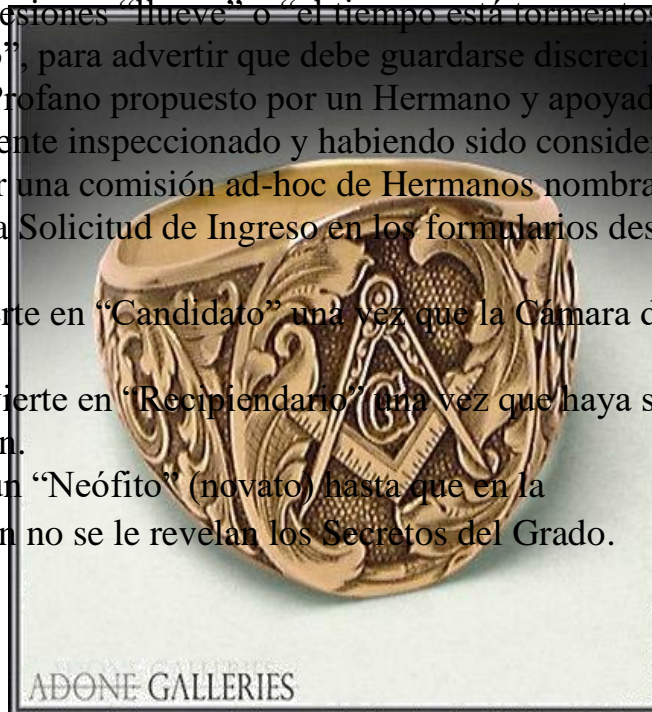 esiones “llueve” o “el tiempo está tormentos
”, para advertir que debe guardarse discreci
Profano propuesto por un Hermano y apoyad
ente inspeccionado y habiendo sido conside
r una comisión ad-hoc de Hermanos nombra
a Solicitud de Ingreso en los formularios des
rte en “Candidato” una vez que la Cámara d
vierte en “Recipiendario” una vez que haya s
n.
un “Neófito” (novato) hasta que en la
n no se le revelan los Secretos del Grado.
G
ADONE GALLERIES